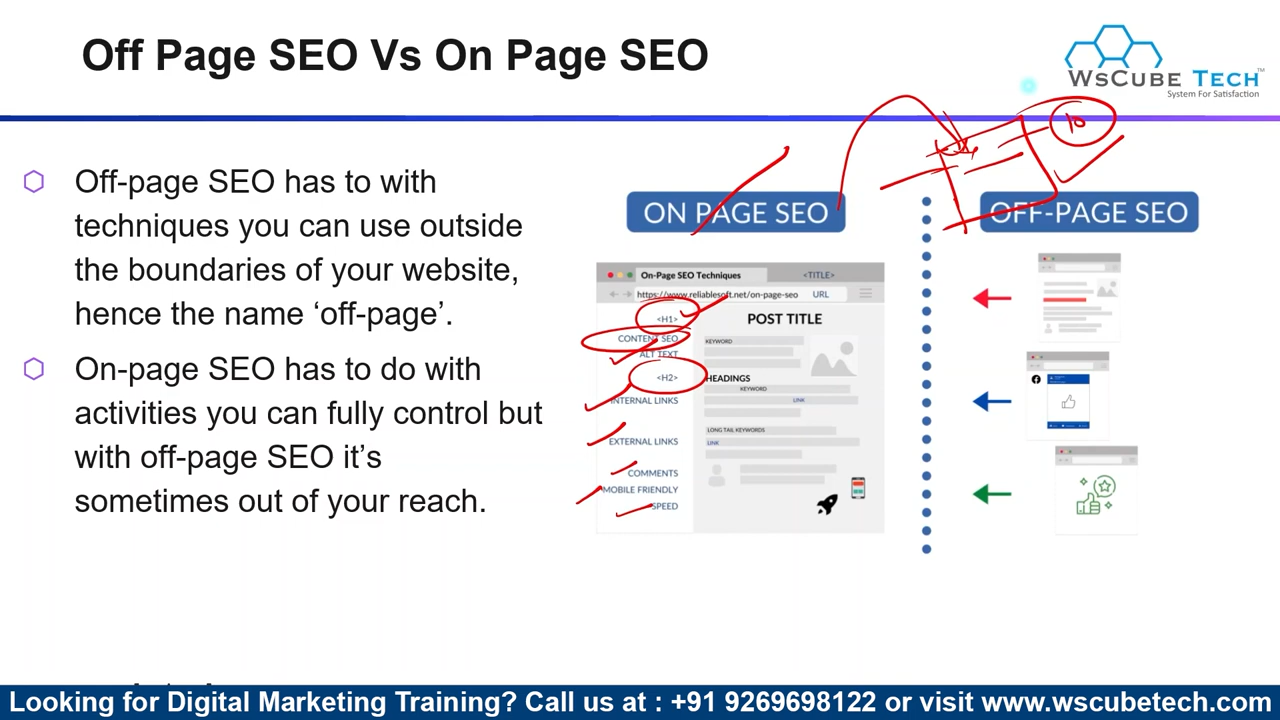 Off Page SEO Vs On Page SEO
WsCube Tech™
System For Satisfaction
Off-page SEO has to with
techniques you can use outside
the boundaries of your website,
hence the name ‘off-page’.
On-page SEO has to do with
activities you can fully control but
with off-page SEO it’s
sometimes out of your reach.
10
ON PAGE SEO
OFF-PAGE SEO
On-Page SEO Techniques
<TITLE>
https://www.reliablesoft.net/on-page-seo
URL
<H1>
POST TITLE
CONTENT SEO
KEYWORD
ALT TEXT
<H2>
HEADINGS
KEYWORD
INTERNAL LINKS
LINK
LONG TAIL KEYWORDS
EXTERNAL LINKS
LINK
COMMENTS
MOBILE FRIENDLY
SPEED
Looking for Digital Marketing Training? Call us at : +91 9269698122 or visit www.wscubetech.com